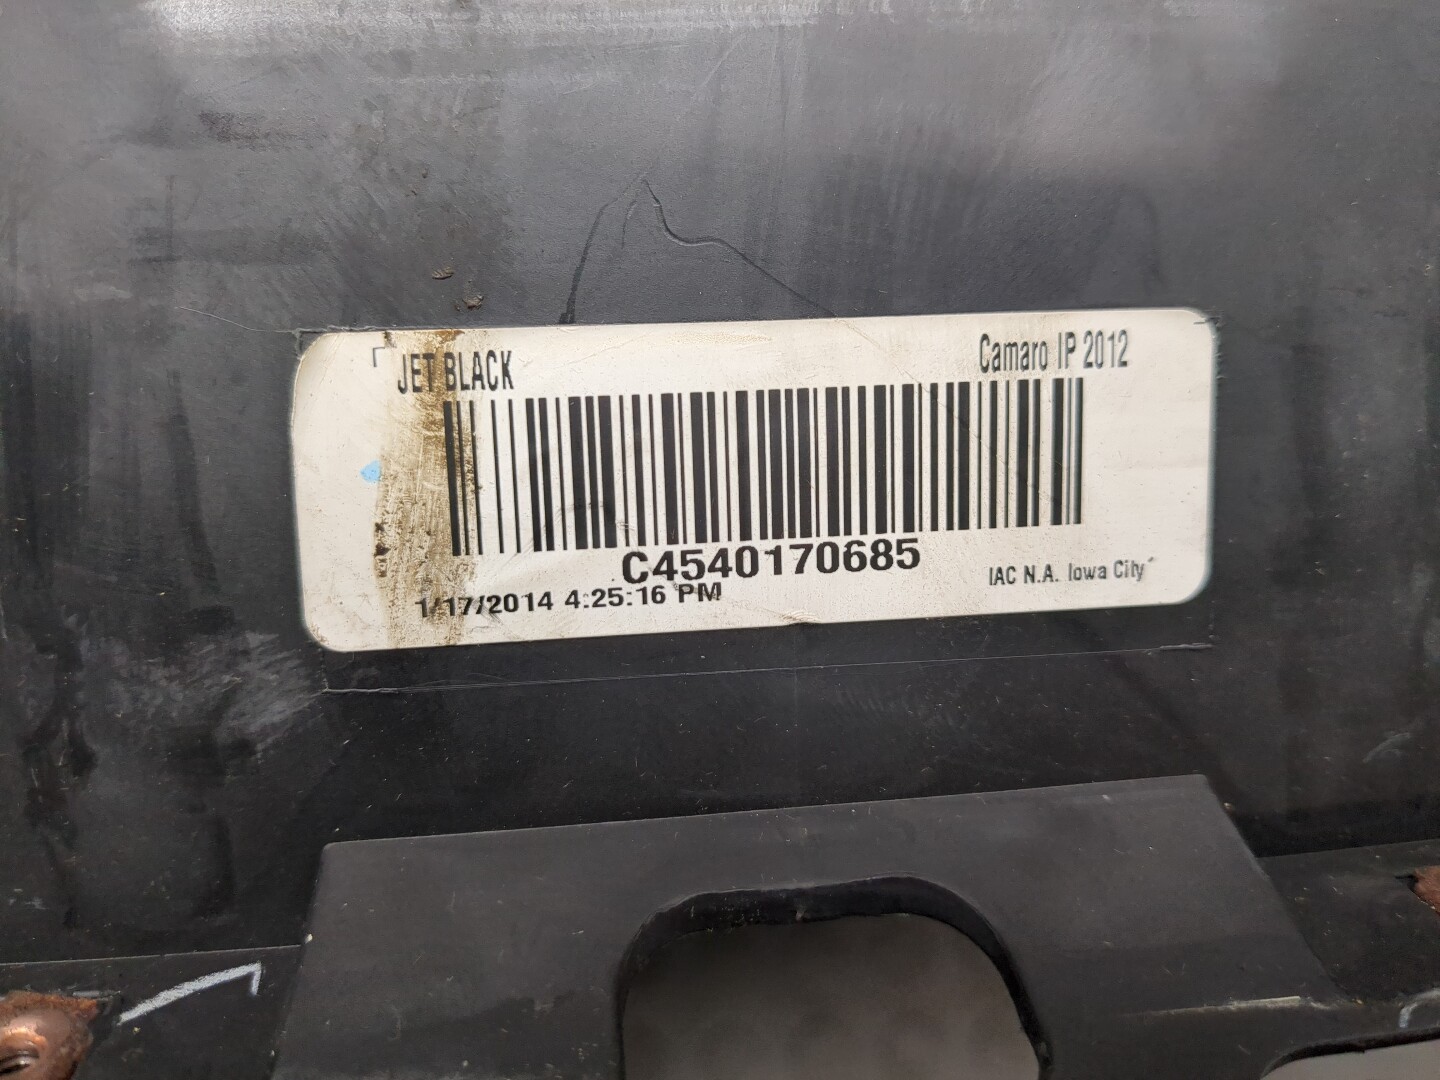 JET BLACK
Camaro IP 2012
C4540170685
1/17/2014 4:25:16 PM
IAC N.A. Iowa City